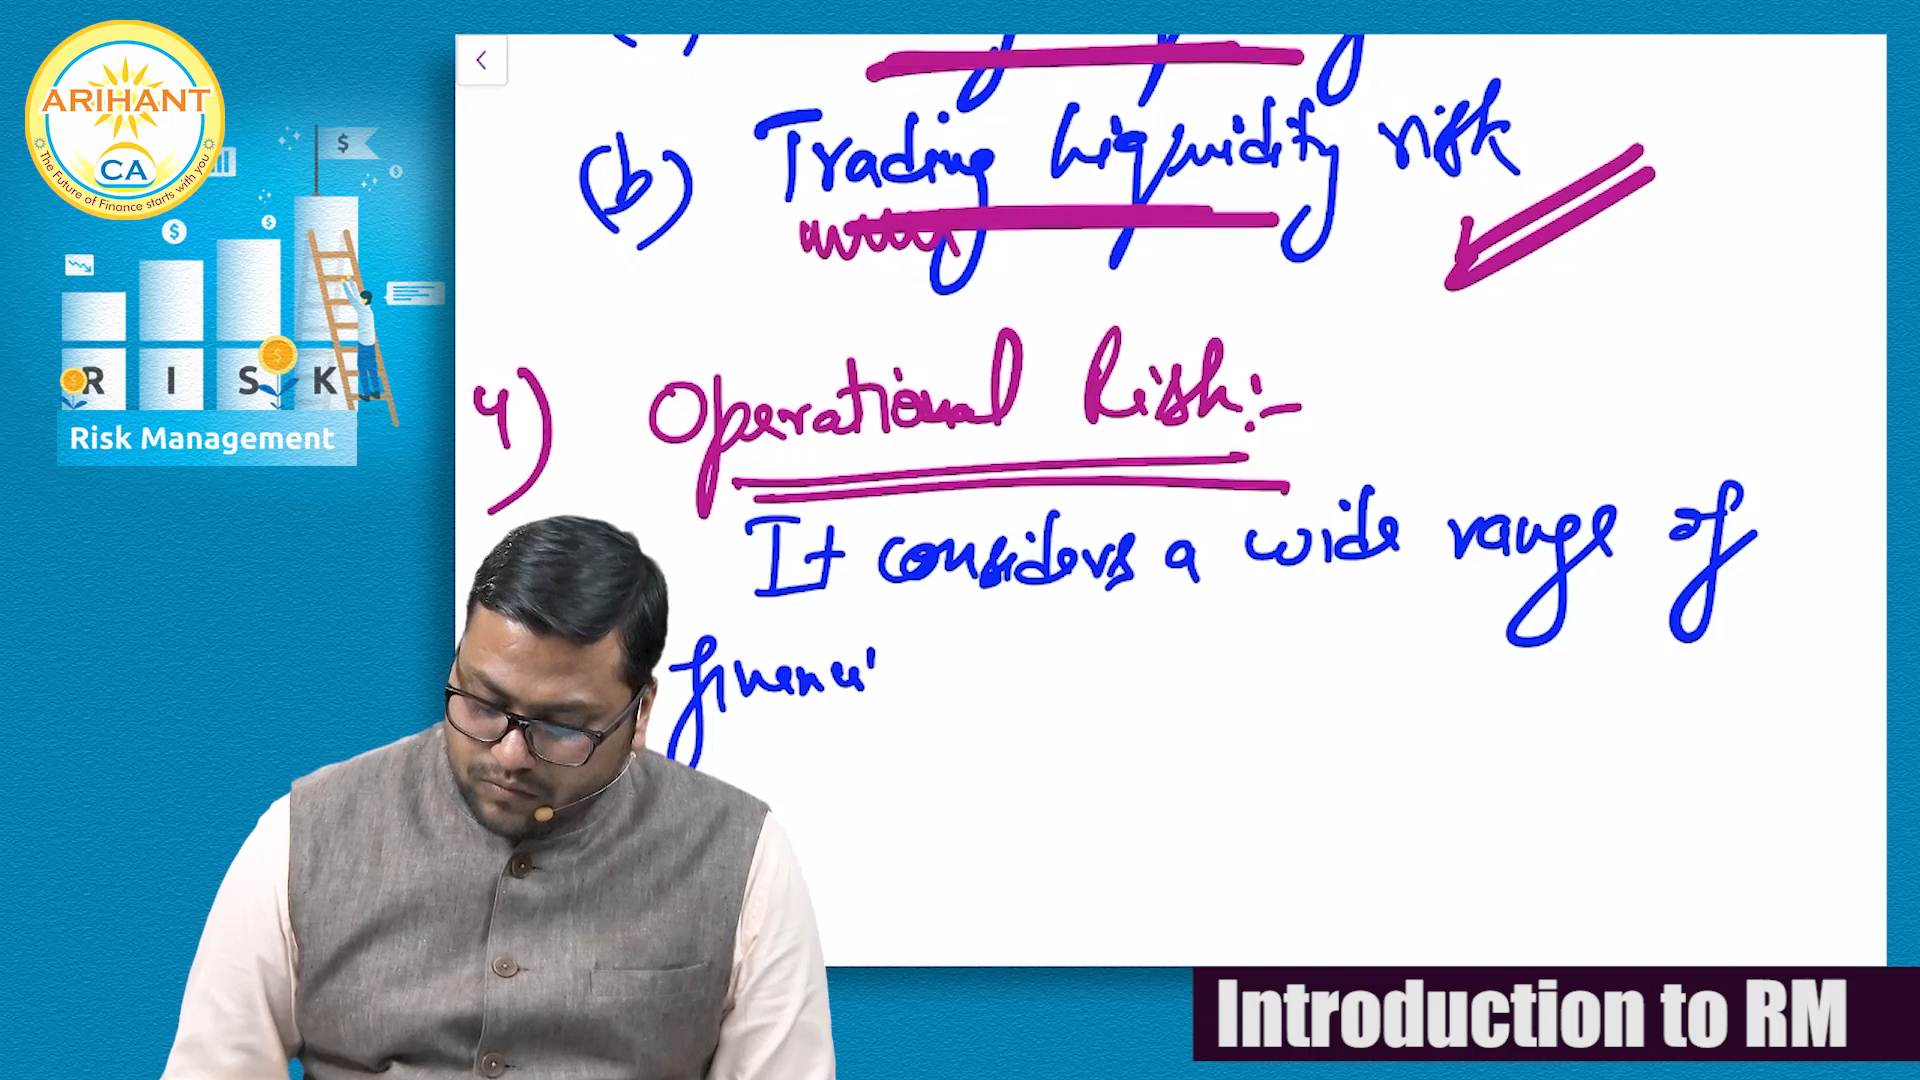 ARIHANT
CA
The Future of Finance starts with you
R I S K
Risk Management
(b) Trading Liquidity risk
4) Operational Risk:-
It considers a wide range of
Introduction to RM